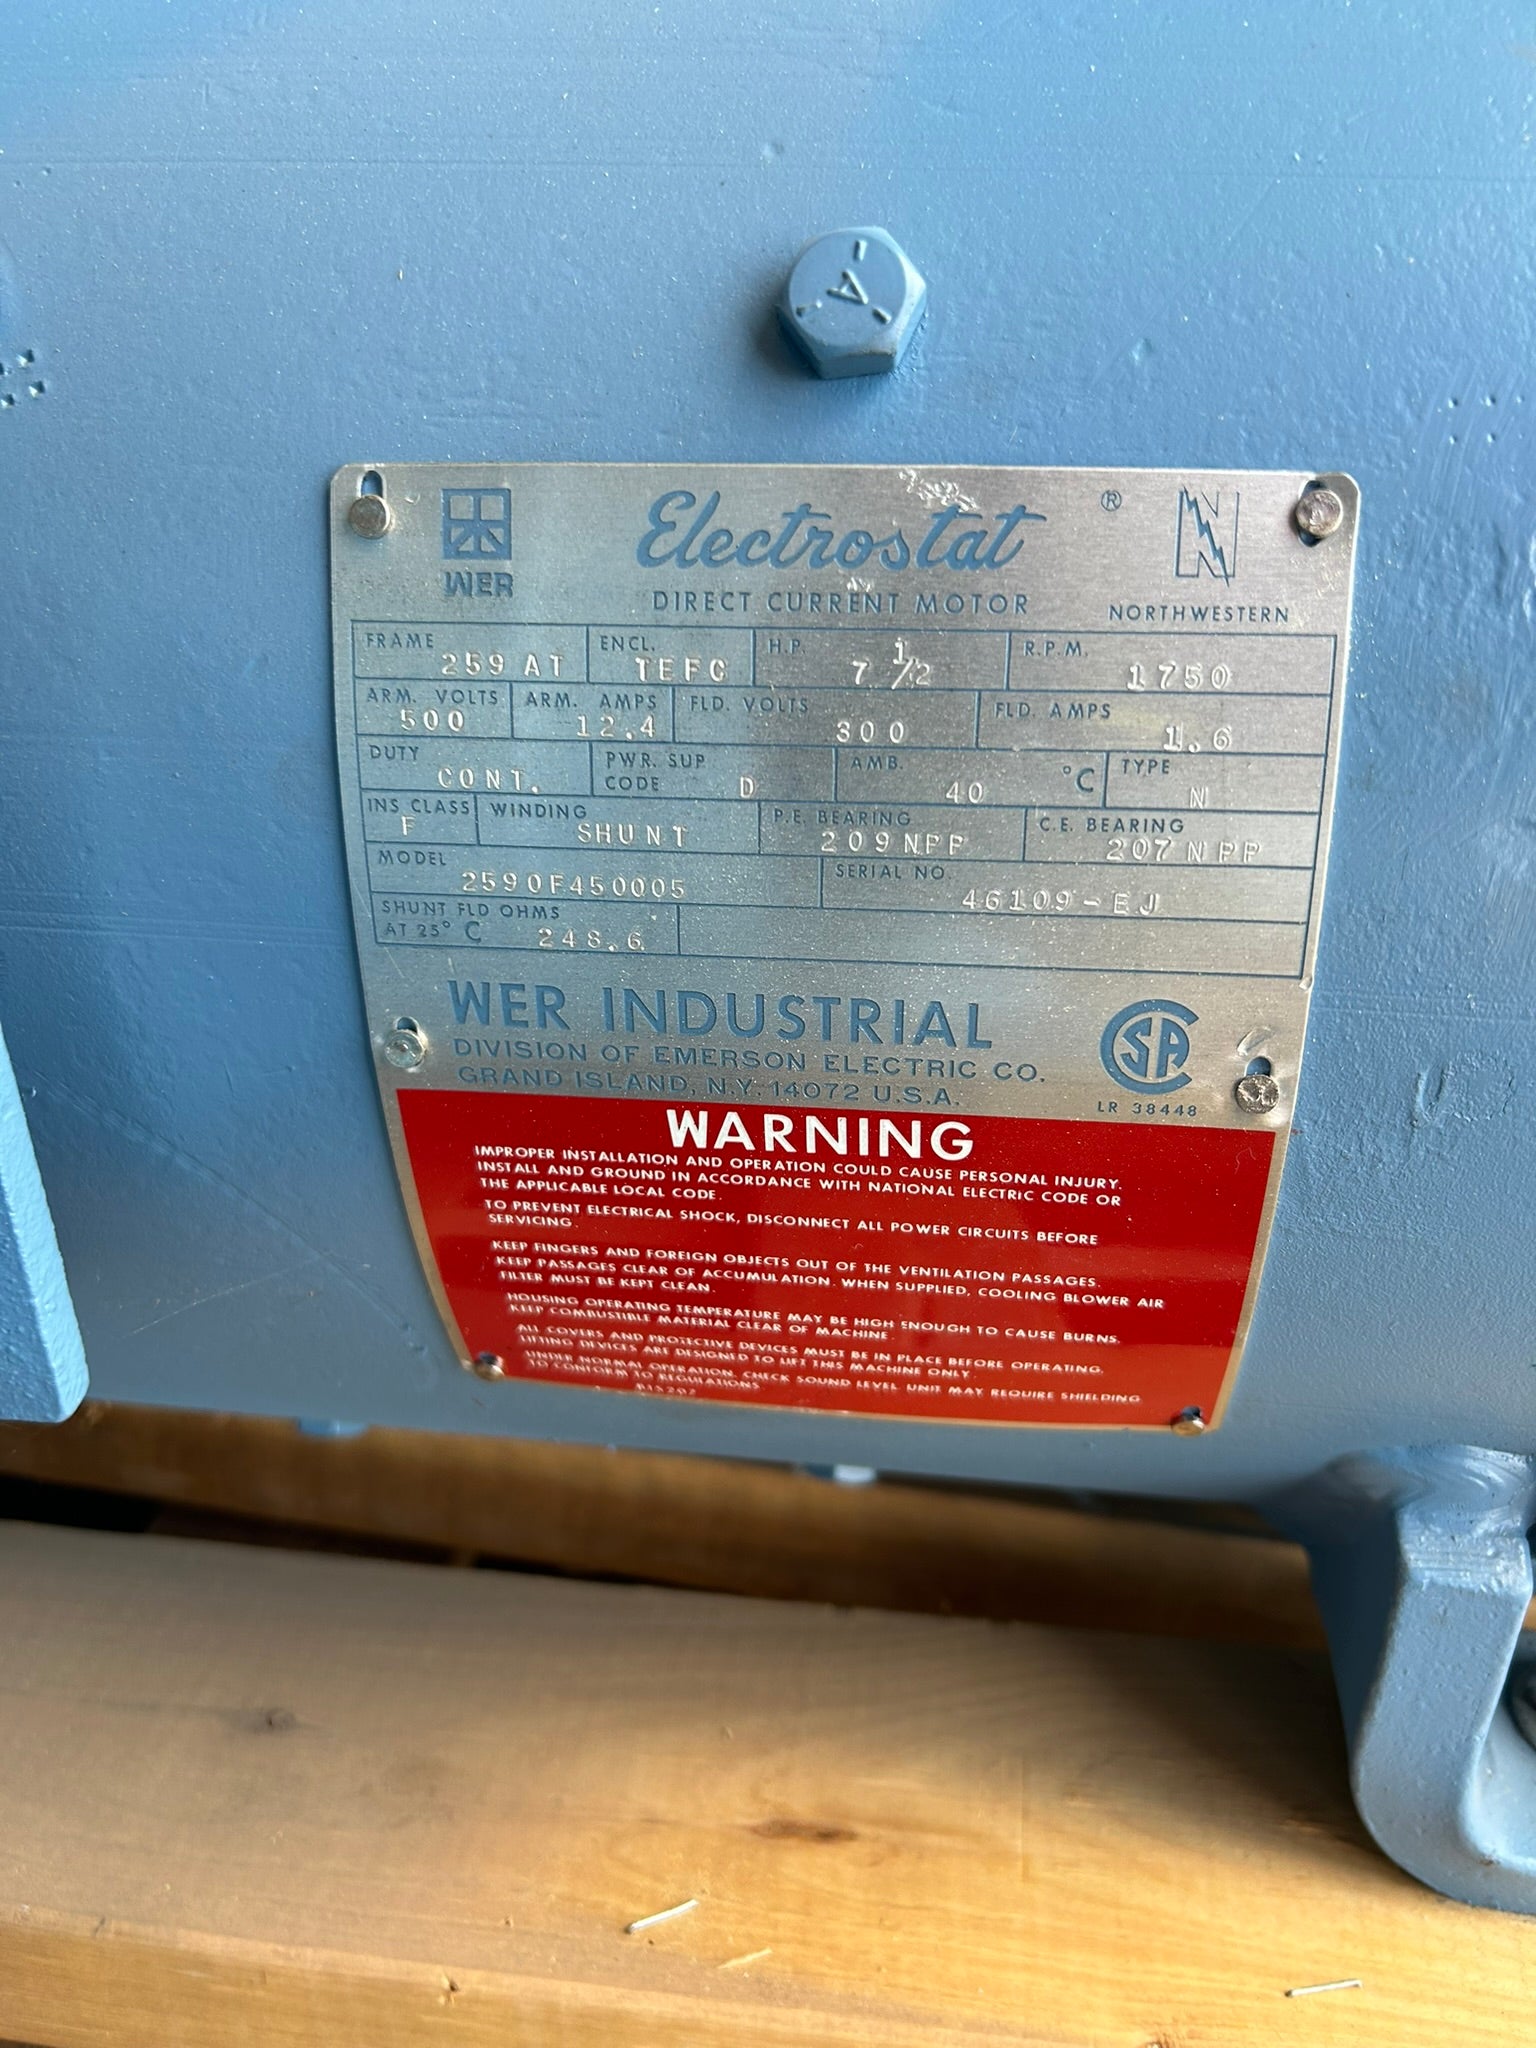 A
WER
Electrostat ®
DIRECT CURRENT MOTOR
N
NORTHWESTERN
FRAME 259 AT ENCL. TEFC H.P. 7 1/2 R.P.M. 1750
ARM. VOLTS 500 ARM. AMPS 12.4 FLD. VOLTS 300 FLD. AMPS 1.6
DUTY CONT. PWR. SUP CODE D AMB. 40 °C TYPE N
INS CLASS F WINDING SHUNT P.E. BEARING 209 NPP C.E. BEARING 207 NPP
MODEL 2590F450005 SERIAL NO. 46109-EJ
SHUNT FLD OHMS
AT 25° C 248.6
WER INDUSTRIAL
DIVISION OF EMERSON ELECTRIC CO.
GRAND ISLAND, N.Y. 14072 U.S.A.
CSA
LR 38448
WARNING
IMPROPER INSTALLATION AND OPERATION COULD CAUSE PERSONAL INJURY.
INSTALL AND GROUND IN ACCORDANCE WITH NATIONAL ELECTRIC CODE OR
THE APPLICABLE LOCAL CODE.
TO PREVENT ELECTRICAL SHOCK, DISCONNECT ALL POWER CIRCUITS BEFORE
SERVICING.
KEEP FINGERS AND FOREIGN OBJECTS OUT OF THE VENTILATION PASSAGES.
KEEP PASSAGES CLEAR OF ACCUMULATION. WHEN SUPPLIED, COOLING BLOWER AIR
FILTER MUST BE KEPT CLEAN.
HOUSING OPERATING TEMPERATURE MAY BE HIGH ENOUGH TO CAUSE BURNS.
KEEP COMBUSTIBLE MATERIAL CLEAR OF MACHINE.
ALL COVERS AND PROTECTIVE DEVICES MUST BE IN PLACE BEFORE OPERATING.
LIFTING DEVICES ARE DESIGNED TO LIFT THIS MACHINE ONLY.
UNDER NORMAL OPERATION, CHECK SOUND LEVEL. UNIT MAY REQUIRE SHIELDING
TO CONFORM TO REGULATIONS.